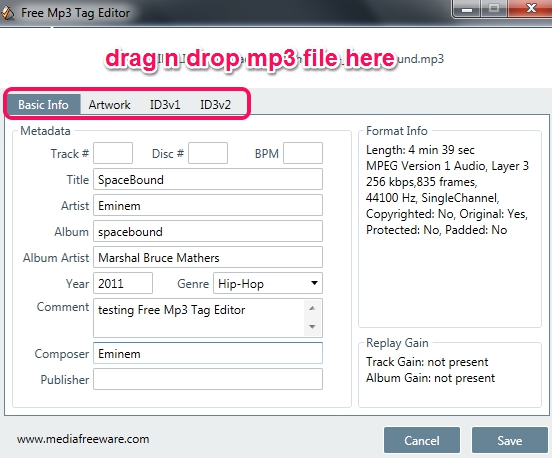 Free Mp3 Tag Editor
drag n drop mp3 file here
und.mp3
Basic Info Artwork ID3v1 ID3v2
Metadata
Track # Disc # BPM
Title SpaceBound
Artist Eminem
Album spacebound
Album Artist Marshal Bruce Mathers
Year 2011 Genre Hip-Hop
Comment testing Free Mp3 Tag Editor
Composer Eminem
Publisher
Format Info
Length: 4 min 39 sec
MPEG Version 1 Audio, Layer 3
256 kbps,835 frames,
44100 Hz, SingleChannel,
Copyrighted: No, Original: Yes,
Protected: No, Padded: No
Replay Gain
Track Gain: not present
Album Gain: not present
www.mediafreeware.com
Cancel Save